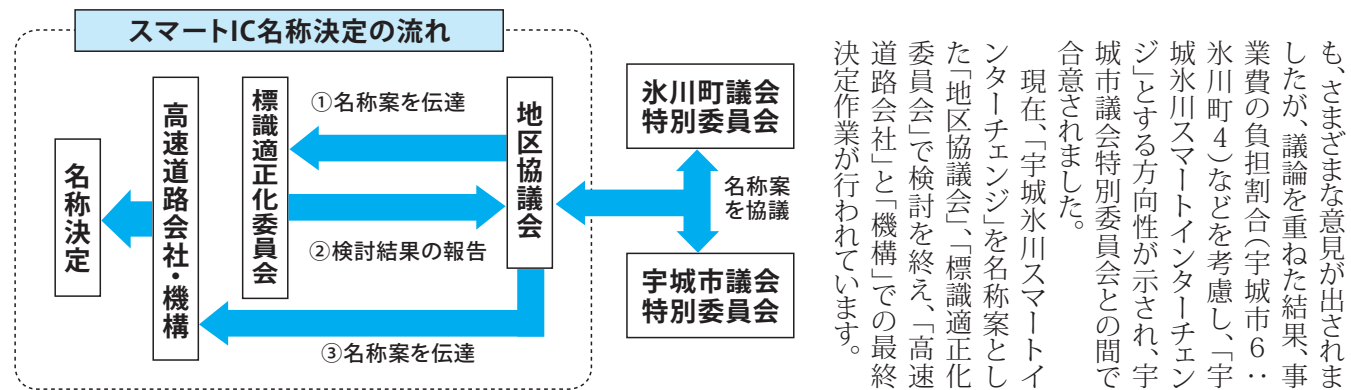 スマートIC名称決定の流れ
名称決定
高速道路会社・機構
標識適正化委員会
①名称案を伝達
②検討結果の報告
③名称案を伝達
地区協議会
氷川町議会
特別委員会
名称案
を協議
宇城市議会
特別委員会
も、さまざまな意見が出されま
したが、議論を重ねた結果、事
業費の負担割合(宇城市6:
氷川町4)などを考慮し、「宇
城氷川スマートインターチェン
ジ」とする方向性が示され、宇
城市議会特別委員会との間で
合意されました。
現在、「宇城氷川スマートイ
ンターチェンジ」を名称案とし
た「地区協議会」、「標識適正化
委員会」で検討を終え、「高速
道路会社」と「機構」での最終
決定作業が行われています。